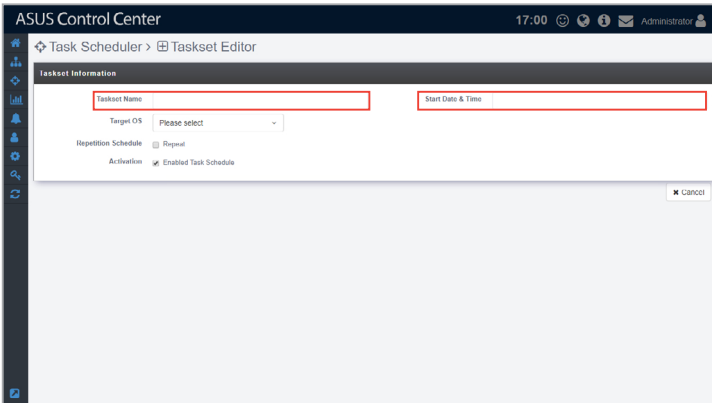 ASUS Control Center
17:00 Administrator
Task Scheduler > Taskset Editor
Taskset Information
Taskset Name Start Date & Time
Target OS Please select
Repetition Schedule Repeat
Activation Enabled Task Schedule
Cancel